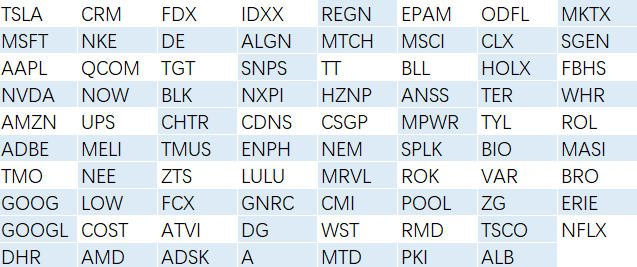 TSLA CRM FDX IDXX REGN EPAM ODFL MKTX
MSFT NKE DE ALGN MTCH MSCI CLX SGEN
AAPL QCOM TGT SNPS TT BLL HOLX FBHS
NVDA NOW BLK NXPI HZNP ANSS TER WHR
AMZN UPS CHTR CDNS CSGP MPWR TYL ROL
ADBE MELI TMUS ENPH NEM SPLK BIO MASI
TMO NEE ZTS LULU MRVL ROK VAR BRO
GOOG LOW FCX GNRC CMI POOL ZG ERIE
GOOGL COST ATVI DG WST RMD TSCO NFLX
DHR AMD ADSK A MTD PKI ALB